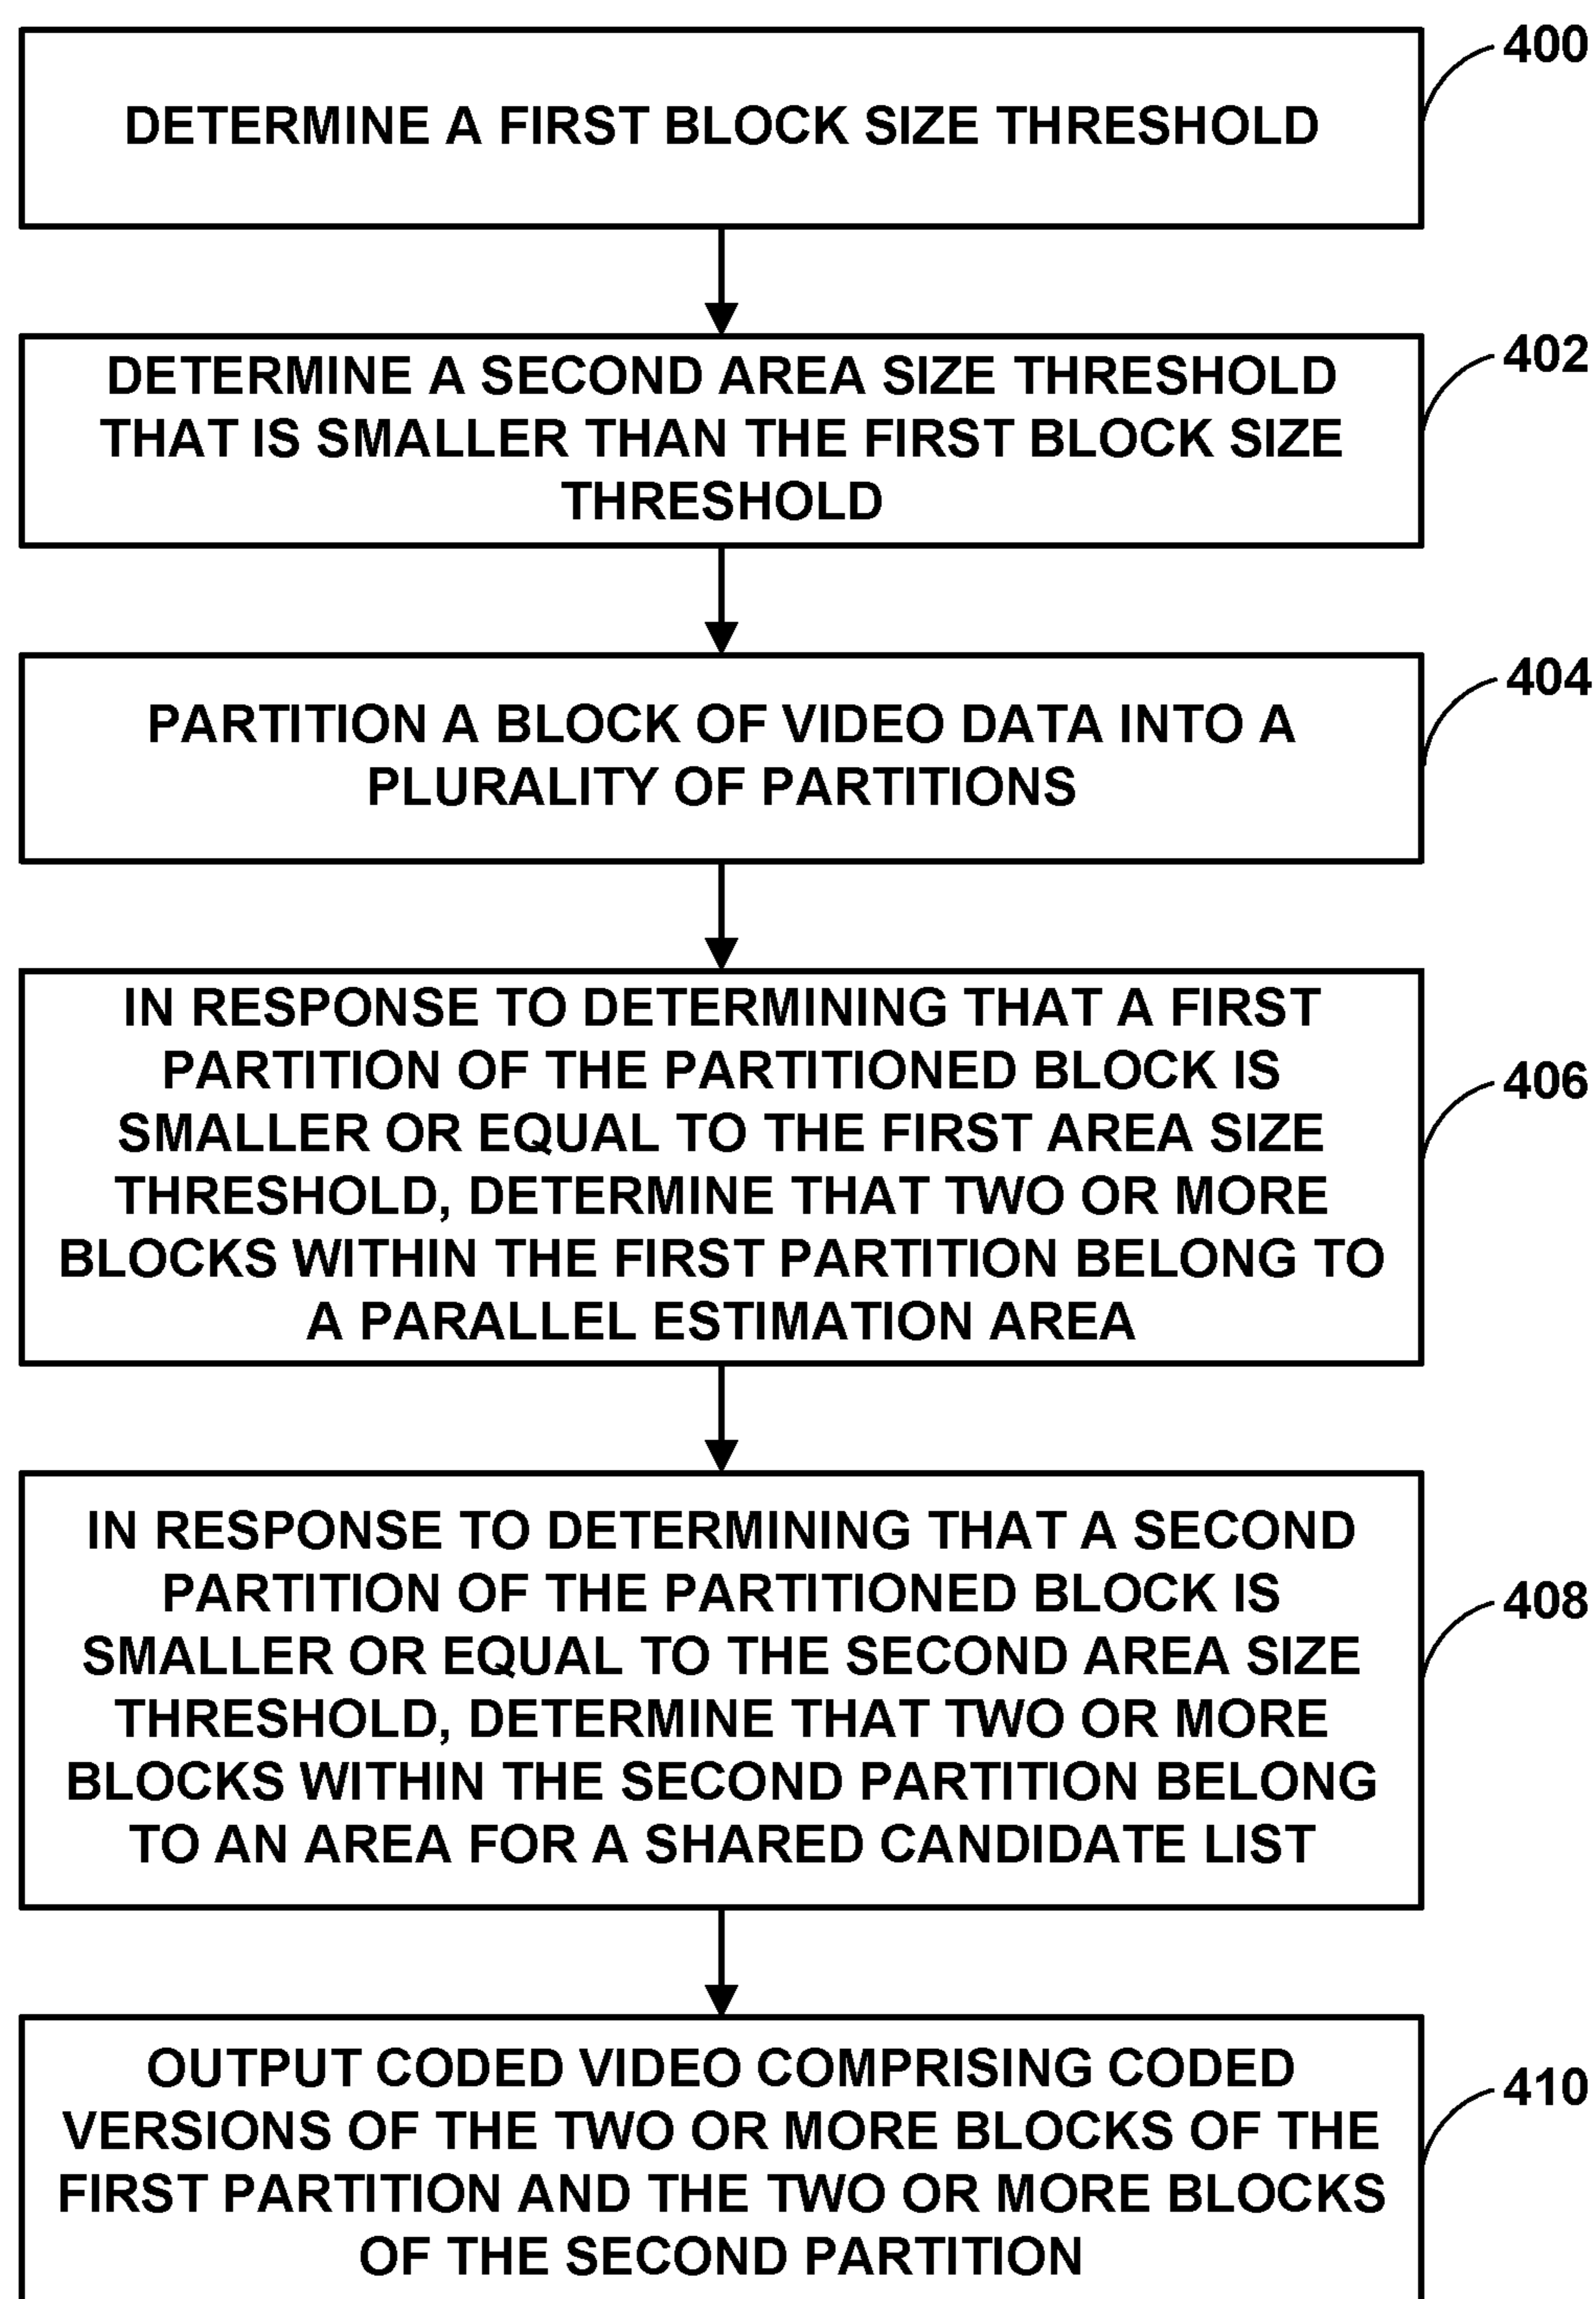 400
DETERMINE A FIRST BLOCK SIZE THRESHOLD
402
DETERMINE A SECOND AREA SIZE THRESHOLD
THAT IS SMALLER THAN THE FIRST BLOCK SIZE
THRESHOLD
404
PARTITION A BLOCK OF VIDEO DATA INTO A
PLURALITY OF PARTITIONS
406
IN RESPONSE TO DETERMINING THAT A FIRST
PARTITION OF THE PARTITIONED BLOCK IS
SMALLER OR EQUAL TO THE FIRST AREA SIZE
THRESHOLD, DETERMINE THAT TWO OR MORE
BLOCKS WITHIN THE FIRST PARTITION BELONG TO
A PARALLEL ESTIMATION AREA
408
IN RESPONSE TO DETERMINING THAT A SECOND
PARTITION OF THE PARTITIONED BLOCK IS
SMALLER OR EQUAL TO THE SECOND AREA SIZE
THRESHOLD, DETERMINE THAT TWO OR MORE
BLOCKS WITHIN THE SECOND PARTITION BELONG
TO AN AREA FOR A SHARED CANDIDATE LIST
410
OUTPUT CODED VIDEO COMPRISING CODED
VERSIONS OF THE TWO OR MORE BLOCKS OF THE
FIRST PARTITION AND THE TWO OR MORE BLOCKS
OF THE SECOND PARTITION